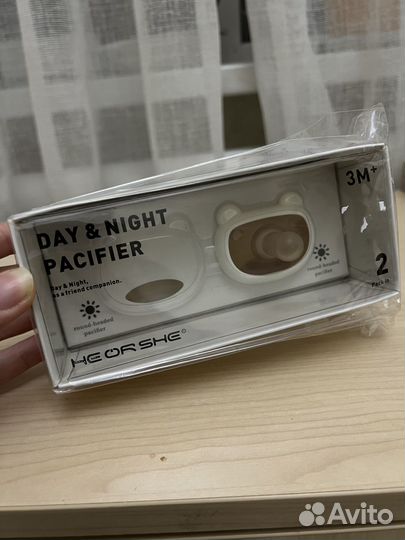 DAY & NIGHT
PACIFIER
3M+
Day & Night,
as a friend companion.
round-headed
pacifier
round-headed
pacifier
2
Pack in
HE OR SHE©
Avito